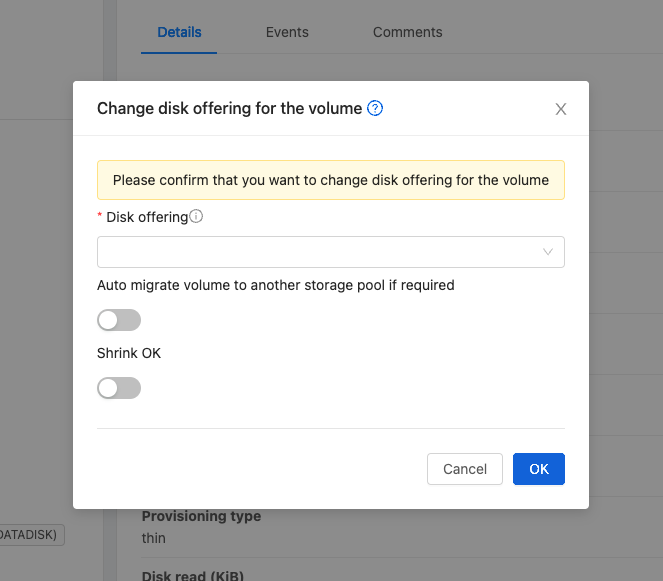 Details Events Comments
Change disk offering for the volume
Please confirm that you want to change disk offering for the volume
* Disk offering
Auto migrate volume to another storage pool if required
Shrink OK
Cancel OK
DATADISK)
Provisioning type
thin
Disk read (KiB)